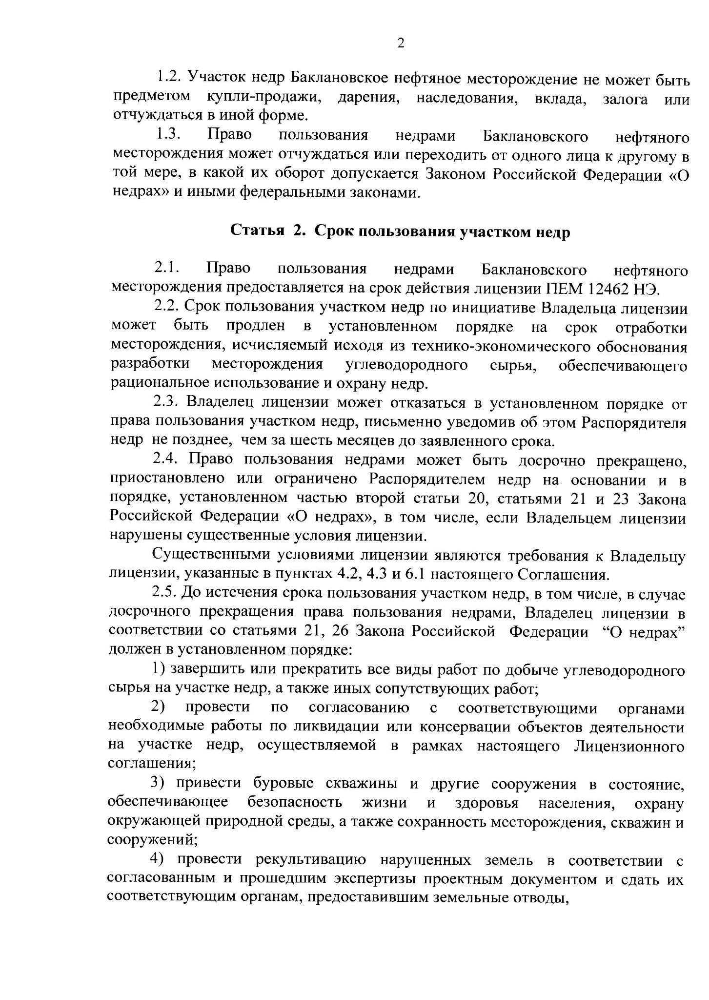 2
1.2. Участок недр Баклановское нефтяное месторождение не может быть
предметом купли-продажи, дарения, наследования, вклада, залога или
отчуждаться в иной форме.
1.3. Право пользования недрами Баклановского нефтяного
месторождения может отчуждаться или переходить от одного лица к другому в
той мере, в какой их оборот допускается Законом Российской Федерации «О
недрах» и иными федеральными законами.
Статья 2. Срок пользования участком недр
2.1. Право пользования недрами Баклановского нефтяного
месторождения предоставляется на срок действия лицензии ПЕМ 12462 НЭ.
2.2. Срок пользования участком недр по инициативе Владельца лицензии
может быть продлен в установленном порядке на срок отработки
месторождения, исчисляемый исходя из технико-экономического обоснования
разработки месторождения углеводородного сырья, обеспечивающего
рациональное использование и охрану недр.
2.3. Владелец лицензии может отказаться в установленном порядке от
права пользования участком недр, письменно уведомив об этом Распорядителя
недр не позднее, чем за шесть месяцев до заявленного срока.
2.4. Право пользования недрами может быть досрочно прекращено,
приостановлено или ограничено Распорядителем недр на основании и в
порядке, установленном частью второй статьи 20, статьями 21 и 23 Закона
Российской Федерации «О недрах», в том числе, если Владельцем лицензии
нарушены существенные условия лицензии.
Существенными условиями лицензии являются требования к Владельцу
лицензии, указанные в пунктах 4.2, 4.3 и 6.1 настоящего Соглашения.
2.5. До истечения срока пользования участком недр, в том числе, в случае
досрочного прекращения права пользования недрами, Владелец лицензии в
соответствии со статьями 21, 26 Закона Российской Федерации “О недрах”
должен в установленном порядке:
1) завершить или прекратить все виды работ по добыче углеводородного
сырья на участке недр, а также иных сопутствующих работ;
2) провести по согласованию с соответствующими органами
необходимые работы по ликвидации или консервации объектов деятельности
на участке недр, осуществляемой в рамках настоящего Лицензионного
соглашения;
3) привести буровые скважины и другие сооружения в состояние,
обеспечивающее безопасность жизни и здоровья населения, охрану
окружающей природной среды, а также сохранность месторождения, скважин и
сооружений;
4) провести рекультивацию нарушенных земель в соответствии с
согласованным и прошедшим экспертизы проектным документом и сдать их
соответствующим органам, предоставившим земельные отводы,